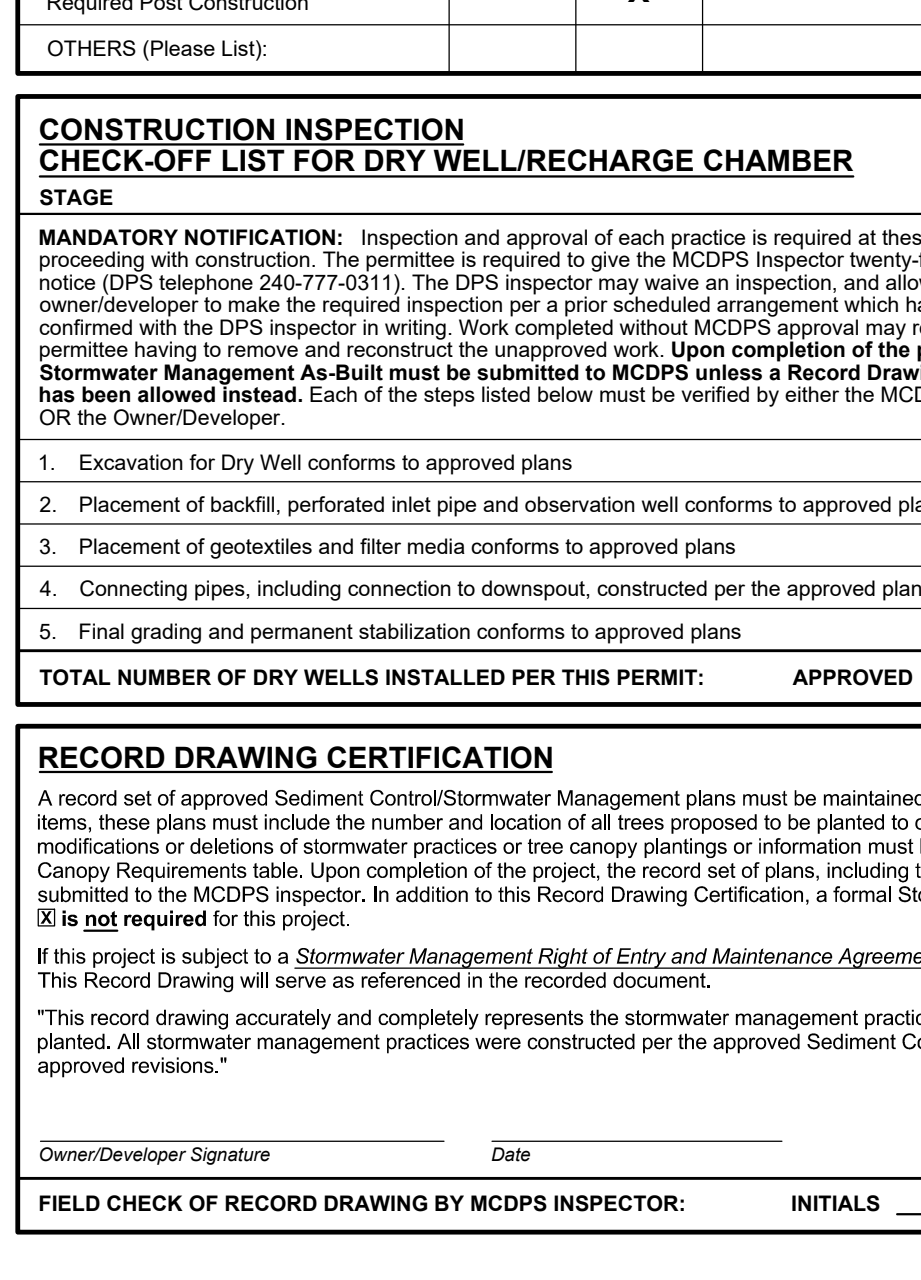 Required Post Construction X
OTHERS (Please List):
CONSTRUCTION INSPECTION
CHECK-OFF LIST FOR DRY WELL/RECHARGE CHAMBER
STAGE
MANDATORY NOTIFICATION: Inspection and approval of each practice is required at thes
proceeding with construction. The permittee is required to give the MCDPS Inspector twenty-f
notice (DPS telephone 240-777-0311). The DPS inspector may waive an inspection, and allo
owner/developer to make the required inspection per a prior scheduled arrangement which ha
confirmed with the DPS inspector in writing. Work completed without MCDPS approval may r
permittee having to remove and reconstruct the unapproved work. Upon completion of the p
Stormwater Management As-Built must be submitted to MCDPS unless a Record Drawi
has been allowed instead. Each of the steps listed below must be verified by either the MCD
OR the Owner/Developer.
1. Excavation for Dry Well conforms to approved plans
2. Placement of backfill, perforated inlet pipe and observation well conforms to approved pla
3. Placement of geotextiles and filter media conforms to approved plans
4. Connecting pipes, including connection to downspout, constructed per the approved plan
5. Final grading and permanent stabilization conforms to approved plans
TOTAL NUMBER OF DRY WELLS INSTALLED PER THIS PERMIT: APPROVED
RECORD DRAWING CERTIFICATION
A record set of approved Sediment Control/Stormwater Management plans must be maintained
items, these plans must include the number and location of all trees proposed to be planted to c
modifications or deletions of stormwater practices or tree canopy plantings or information must
Canopy Requirements table. Upon completion of the project, the record set of plans, including t
submitted to the MCDPS inspector. In addition to this Record Drawing Certification, a formal Sto
X is not required for this project.
If this project is subject to a Stormwater Management Right of Entry and Maintenance Agreeme
This Record Drawing will serve as referenced in the recorded document.
"This record drawing accurately and completely represents the stormwater management practic
planted. All stormwater management practices were constructed per the approved Sediment Co
approved revisions."
Owner/Developer Signature Date
FIELD CHECK OF RECORD DRAWING BY MCDPS INSPECTOR: INITIALS